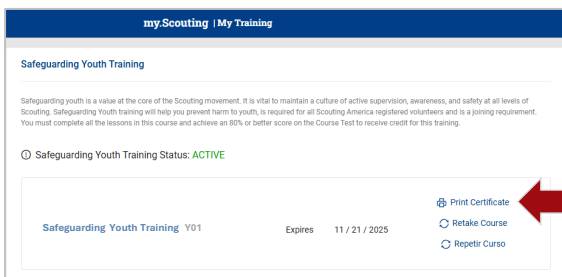 my.Scouting | My Training
Safeguarding Youth Training
Safeguarding youth is a value at the core of the Scouting movement. It is vital to maintain a culture of active supervision, awareness, and safety at all levels of
Scouting. Safeguarding Youth training will help you prevent harm to youth, is required for all Scouting America registered volunteers and is a joining requirement.
You must complete all the lessons in this course and achieve an 80% or better score on the Course Test to receive credit for this training.
Safeguarding Youth Training Status: ACTIVE
Print Certificate
Safeguarding Youth Training Y01 Expires 11 / 21 / 2025 Retake Course
Repetir Curso